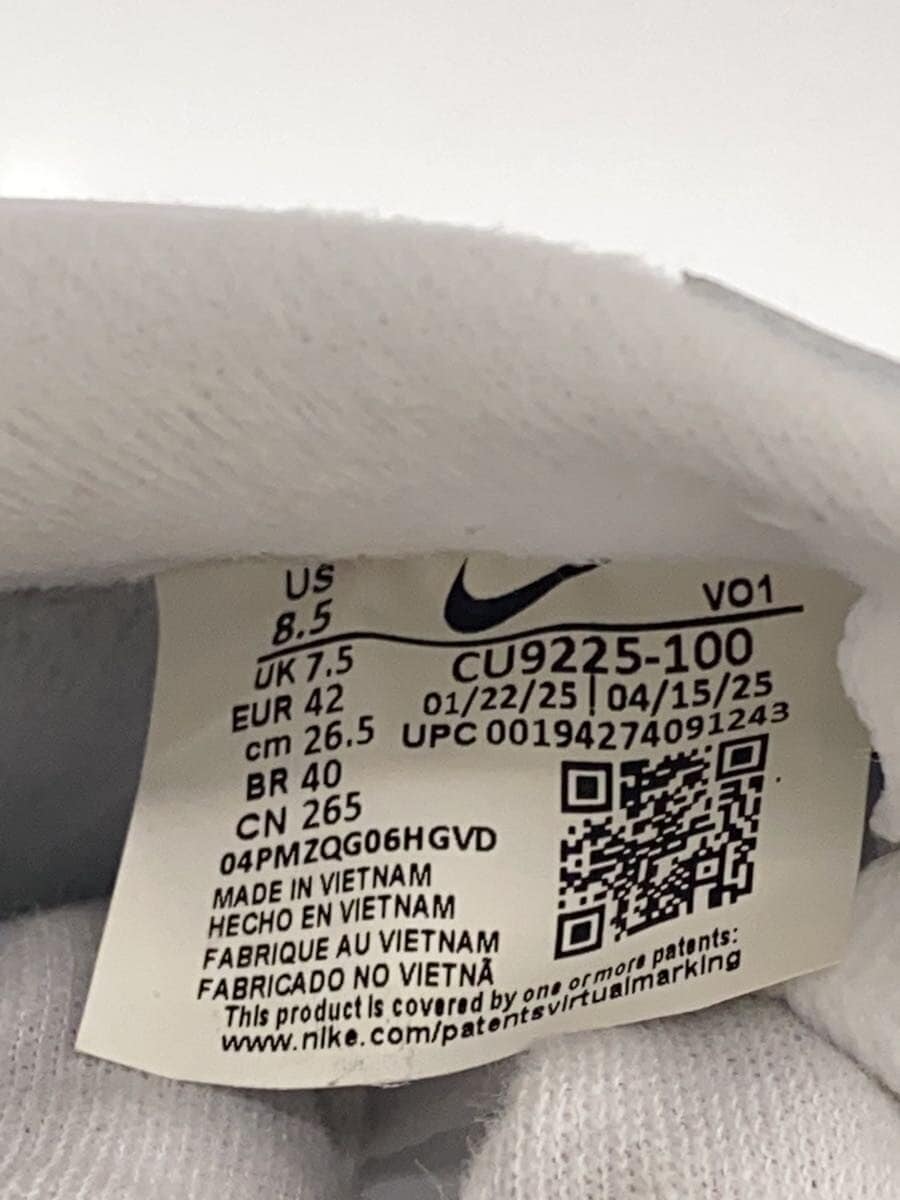 US
8.5
VO1
UK 7.5
CU9225-100
EUR 42
01/22/25 | 04/15/25
cm 26.5
UPC 00194274091243
BR 40
CN 265
04PMZQG06HGVD
MADE IN VIETNAM
HECHO EN VIETNAM
FABRIQUE AU VIETNAM
FABRICADO NO VIETNÃ
This product is covered by one or more patents:
www.nike.com/patentsvirtualmarking